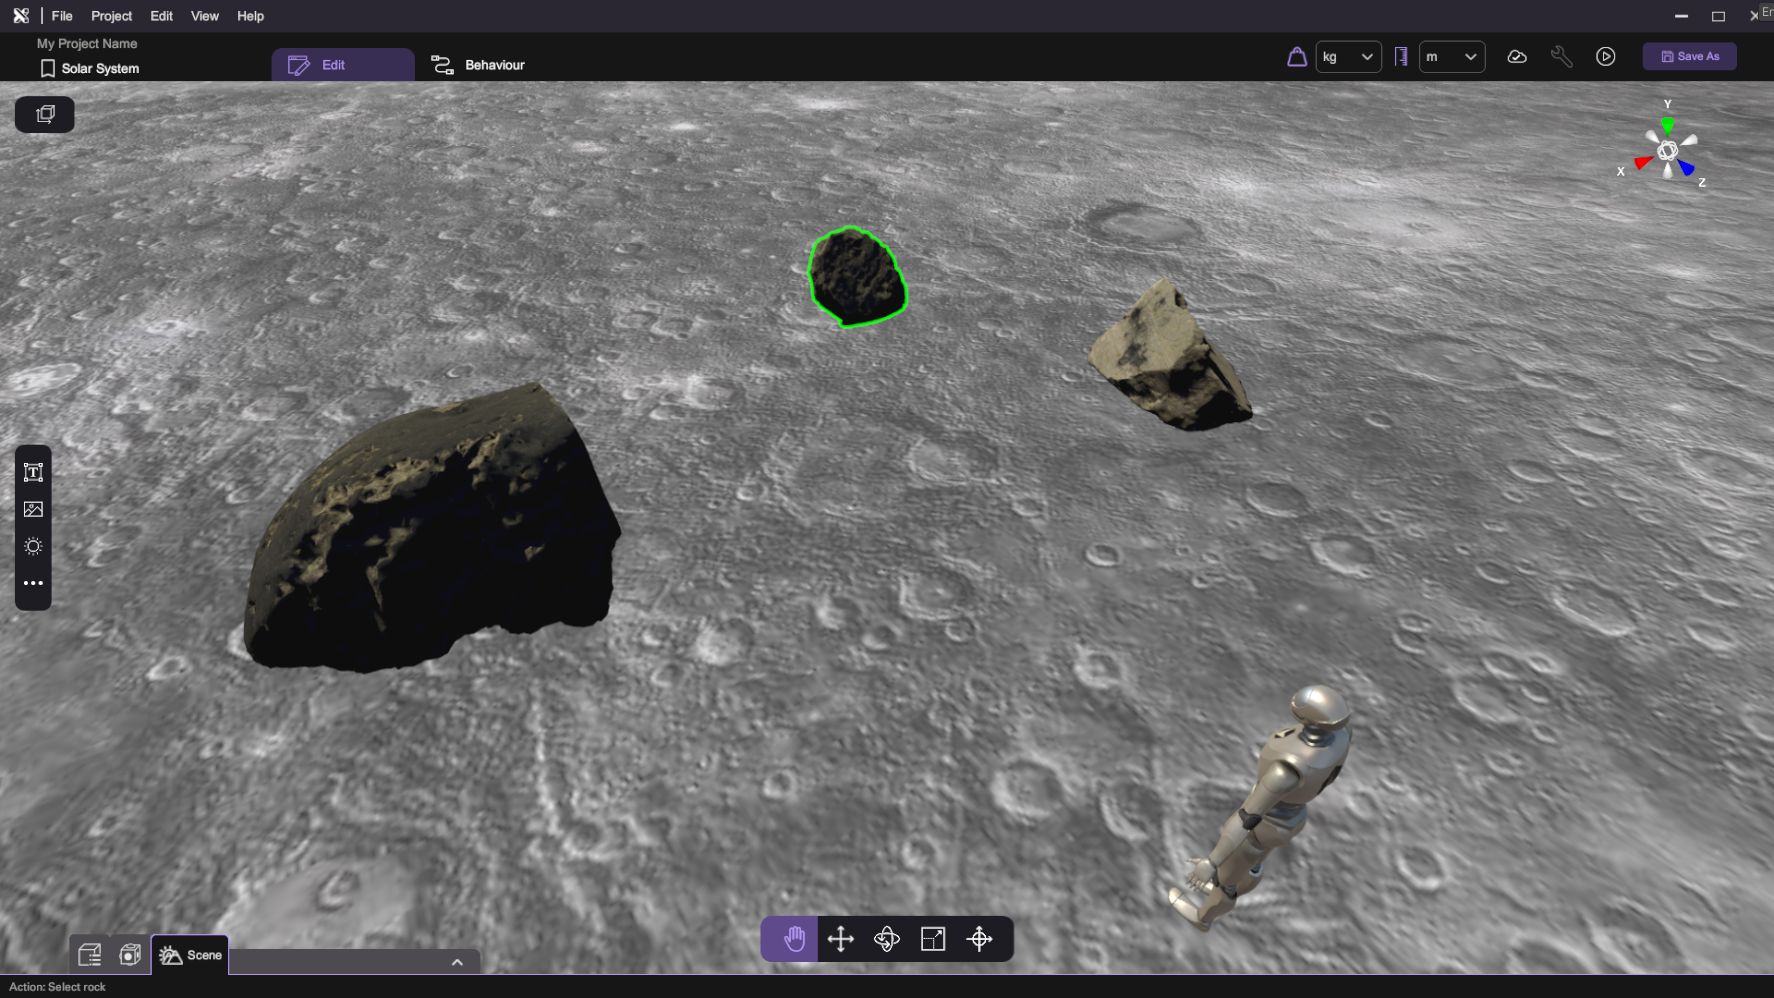 File Project Edit View Help
En
My Project Name
Solar System
Edit
Behaviour
kg
m
Save As
Y
X
Z
T
Scene
Action: Select rock